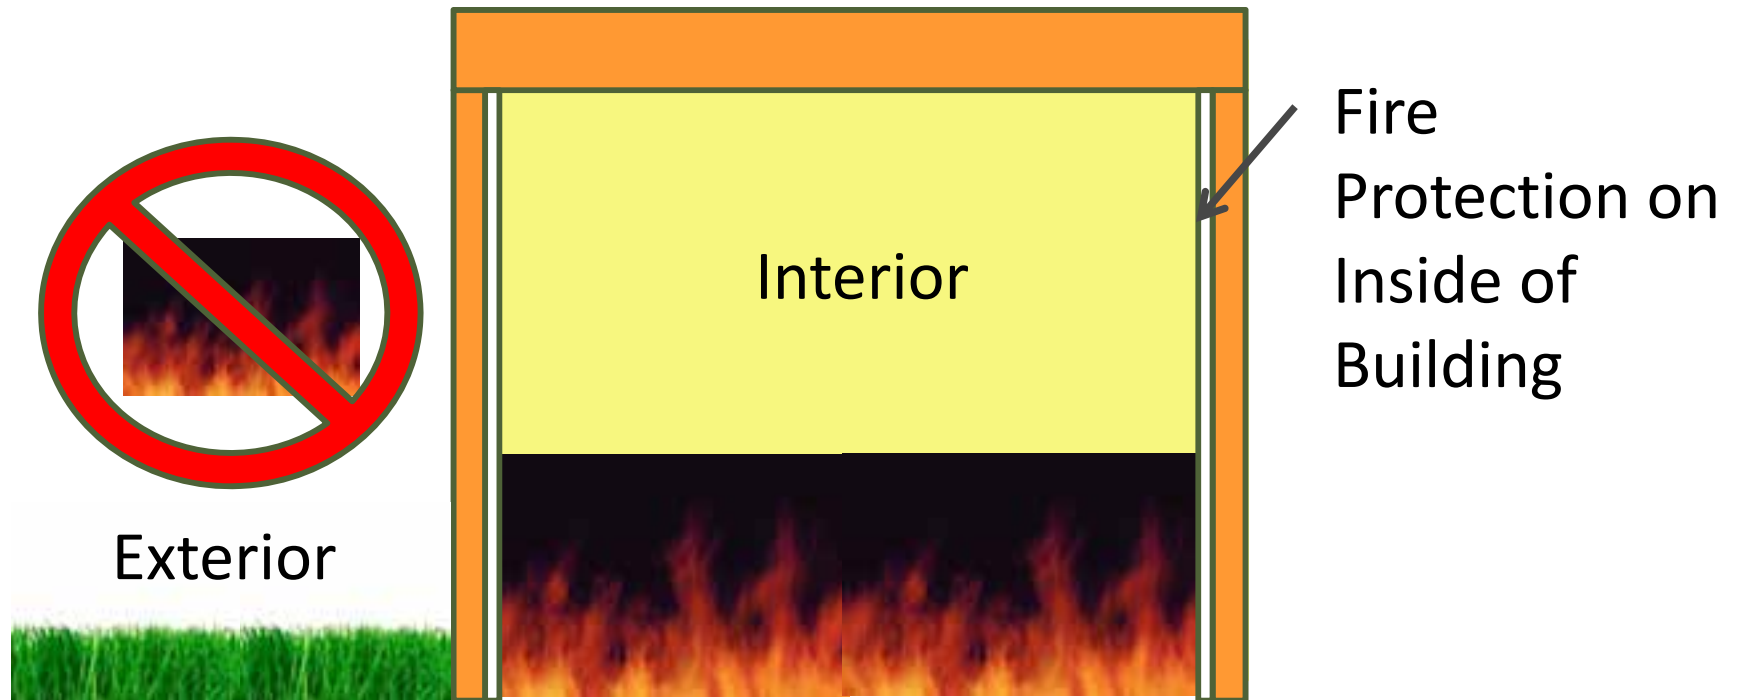 Fire
Protection on
Inside of
Building
Interior
Exterior